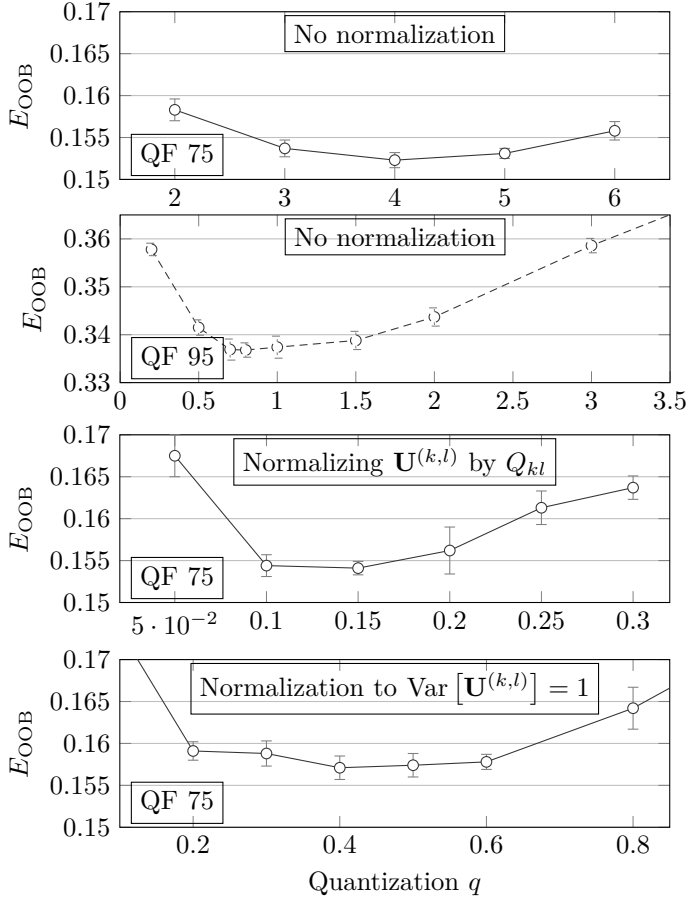 0.17
No normalization
0.165
0.16
0.155
0.15
E_OOB
QF 75
2 3 4 5 6
No normalization
0.36
0.35
0.34
0.33
E_OOB
QF 95
0 0.5 1 1.5 2 2.5 3 3.5
0.17
Normalizing U^(k,l) by Q_kl
0.165
0.16
0.155
0.15
E_OOB
QF 75
5 · 10^−2 0.1 0.15 0.2 0.25 0.3
0.17
Normalization to Var [U^(k,l)] = 1
0.165
0.16
0.155
0.15
E_OOB
QF 75
0.2 0.4 0.6 0.8
Quantization q